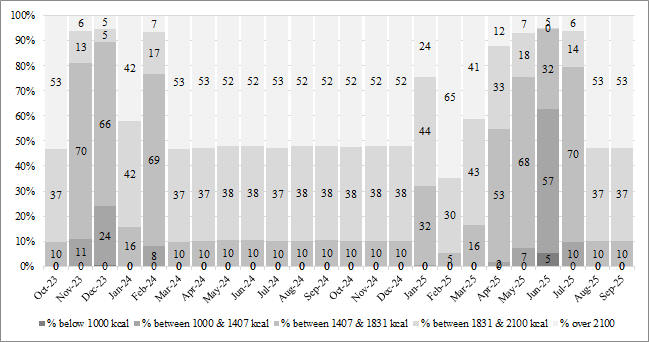 100%
90%
80%
70%
60%
50%
40%
30%
20%
10%
0%
53 6 5 42 7 53 53 52 52 53 52 52 52 52 52 24 65 41 12 7 5 6 53 53
37 13 5 42 17 37 37 38 38 37 38 38 38 38 38 44 30 43 33 18 0 14 37 37
10 70 66 16 69 10 10 10 10 10 10 10 10 10 10 32 5 16 53 68 32 70 10 10
11 24 8 2 7 57 10
0 0 0 0 0 0 0 0 0 0 0 0 0 0 0 0 0 0 0 0 5 0 0 0
Oct-23 Nov-23 Dec-23 Jan-24 Feb-24 Mar-24 Apr-24 May-24 Jun-24 Jul-24 Aug-24 Sep-24 Oct-24 Nov-24 Dec-24 Jan-25 Feb-25 Mar-25 Apr-25 May-25 Jun-25 Jul-25 Aug-25 Sep-25
% below 1000 kcal % between 1000 & 1407 kcal % between 1407 & 1831 kcal % between 1831 & 2100 kcal % over 2100